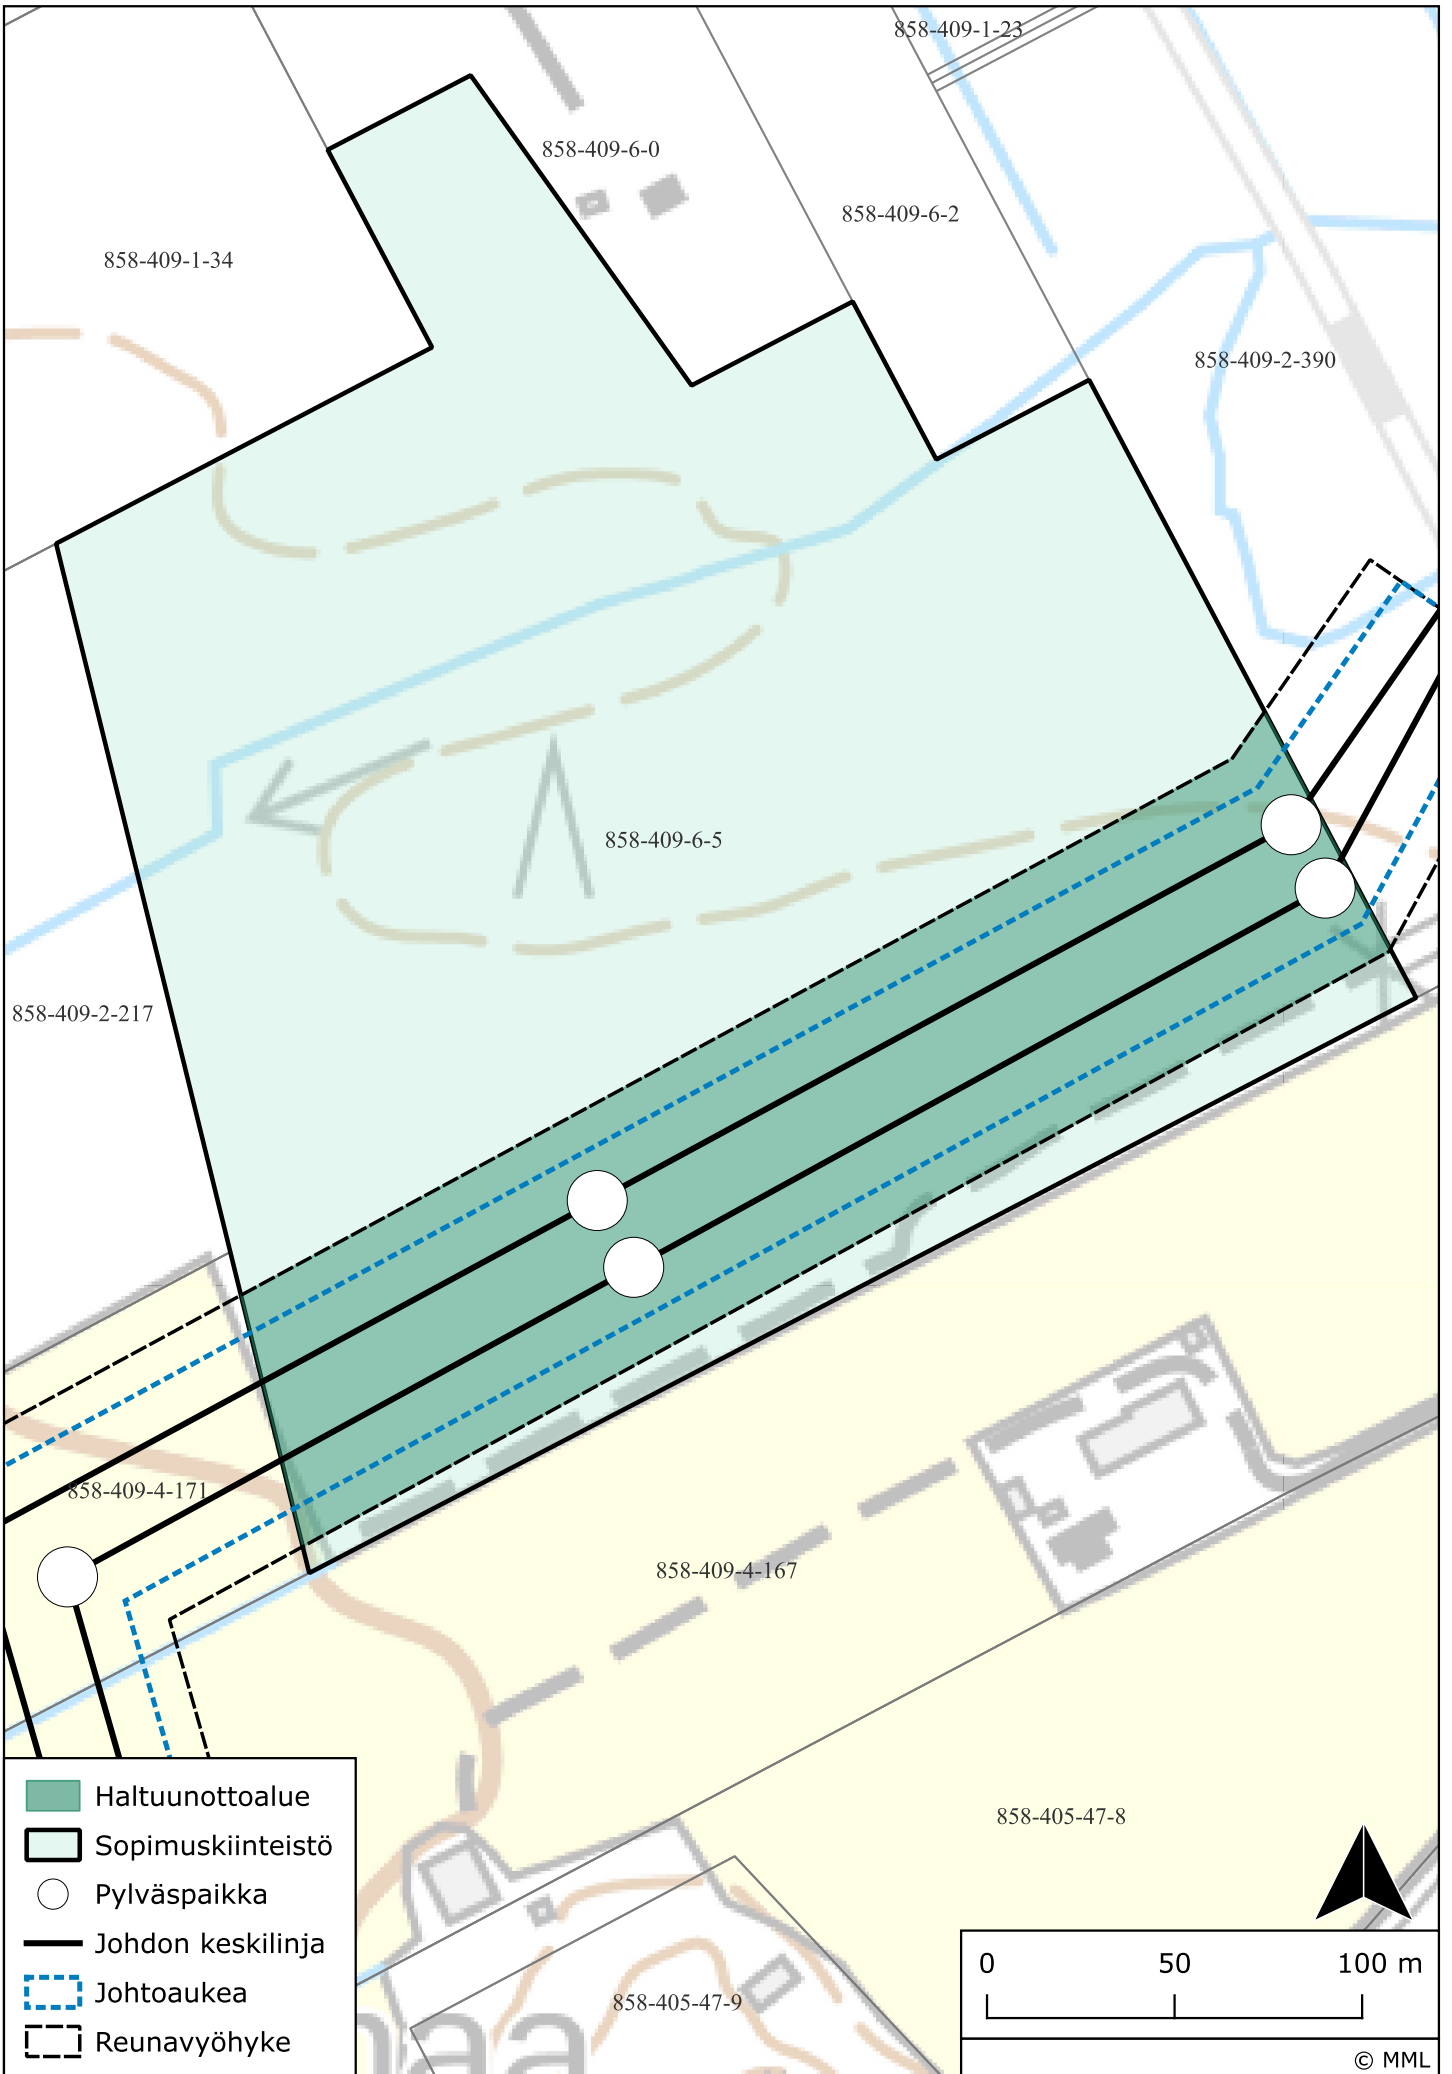 858-409-1-23
858-409-6-0
858-409-6-2
858-409-1-34
858-409-2-390
858-409-6-5
858-409-2-217
858-409-4-171
858-409-4-167
858-405-47-8
858-405-47-9
naa
Haltuunottoalue
Sopimuskiinteistö
Pylväspaikka
Johdon keskilinja
Johtoaukea
Reunavyöhyke
0 50 100 m
© MML